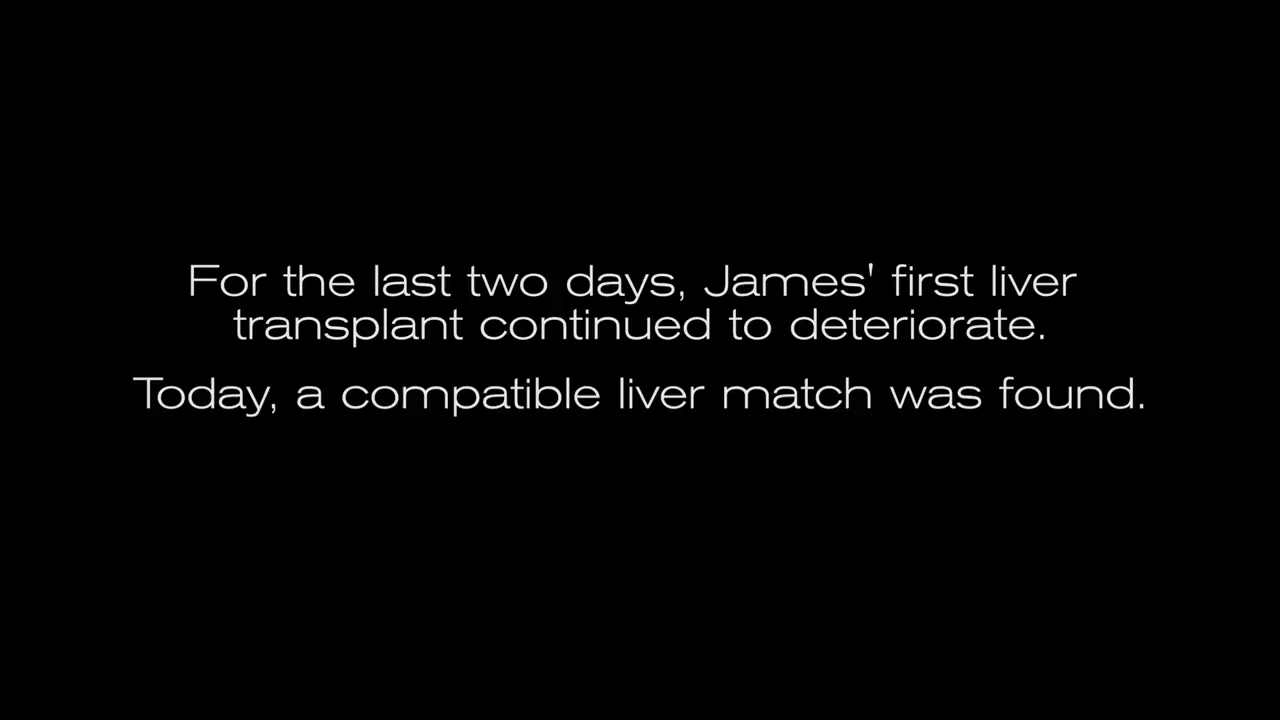 For the last two days, James' first liver
transplant continued to deteriorate.
Today, a compatible liver match was found.